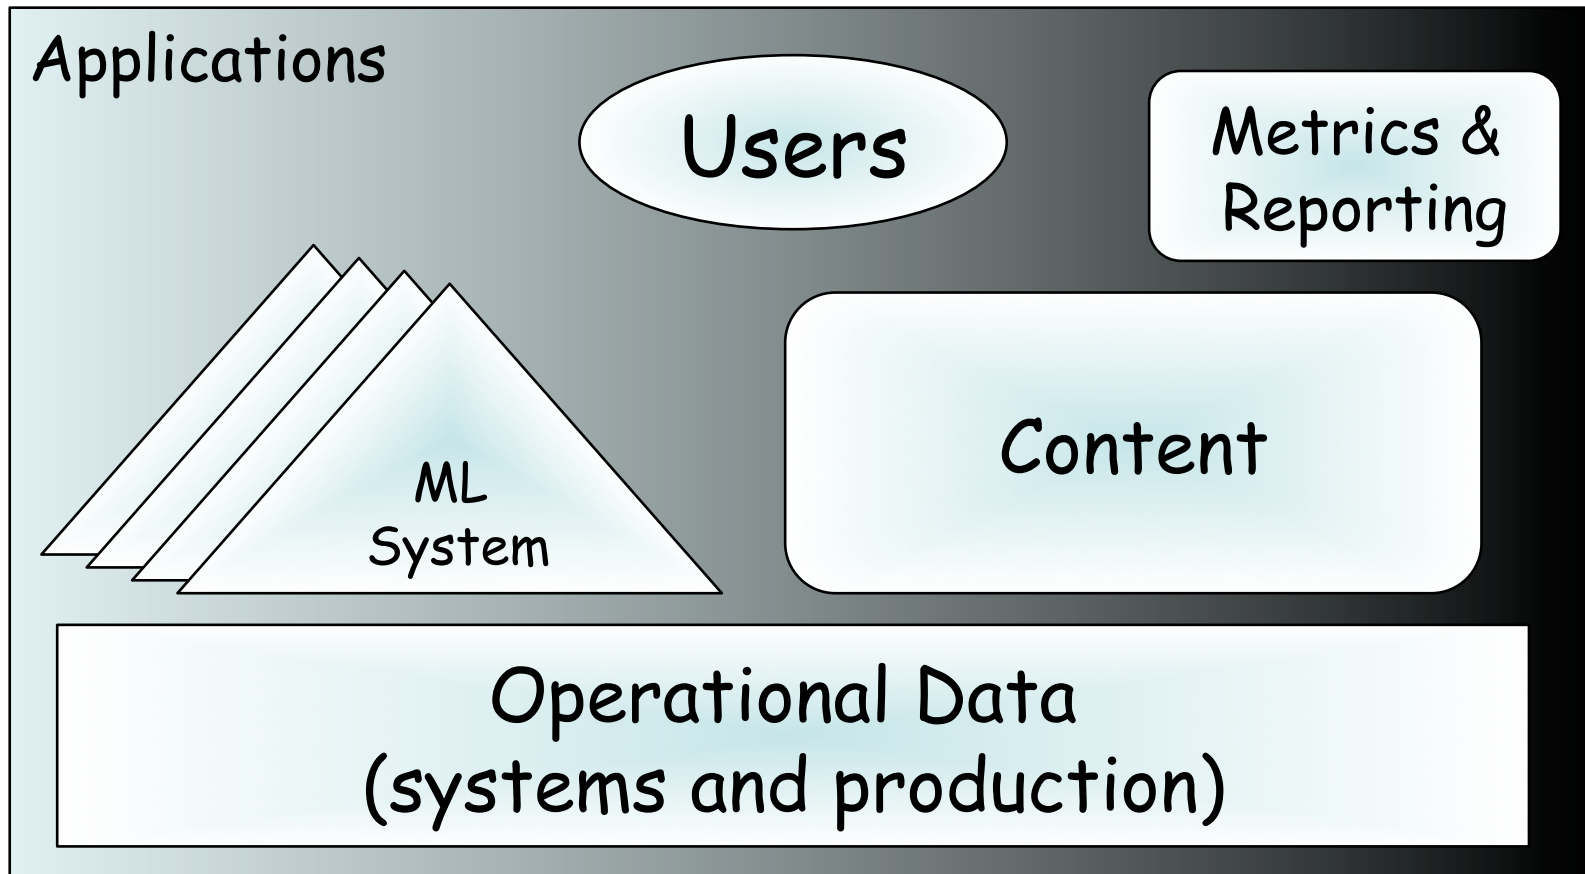 Applications
Users
Metrics &
Reporting
ML
System
Content
Operational Data
(systems and production)